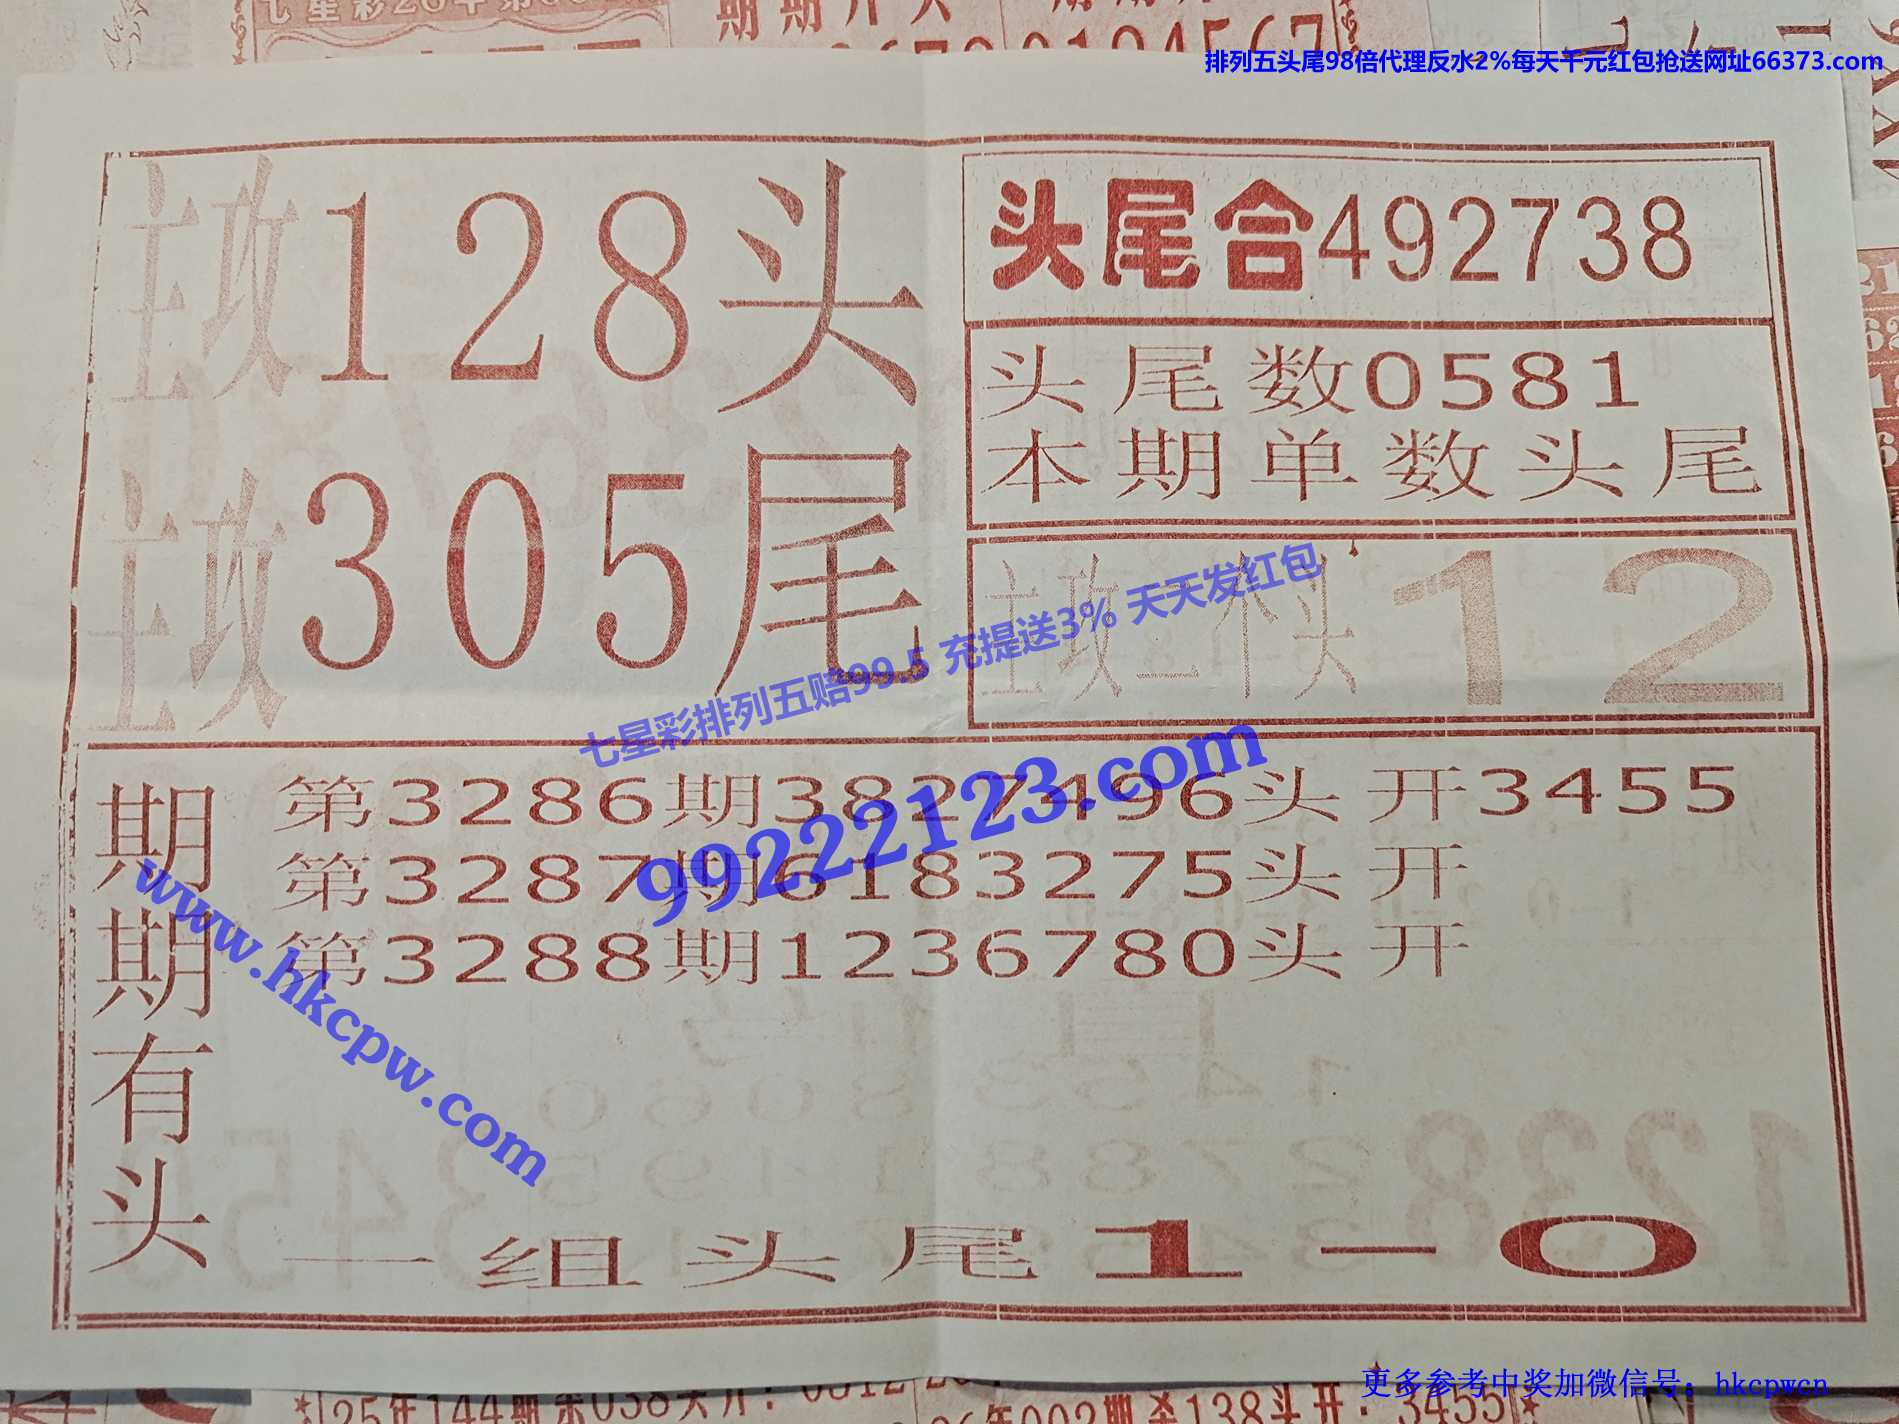 排列五头尾98倍代理反水2%每天千元红包抢送网址66373.com
主攻128头
主攻305尾
头尾合492738
头尾数0581
本期单数头尾
主攻二个头12
七星彩排列五赔99.5 充提送3% 天天发红包
99222123.com
www.hkcpw.com
期期有头
第3286期3827496头开3455
第3287期6183275头开
第3288期1236780头开
一组头尾1-0
更多参考中奖加微信号：hkcpwcn